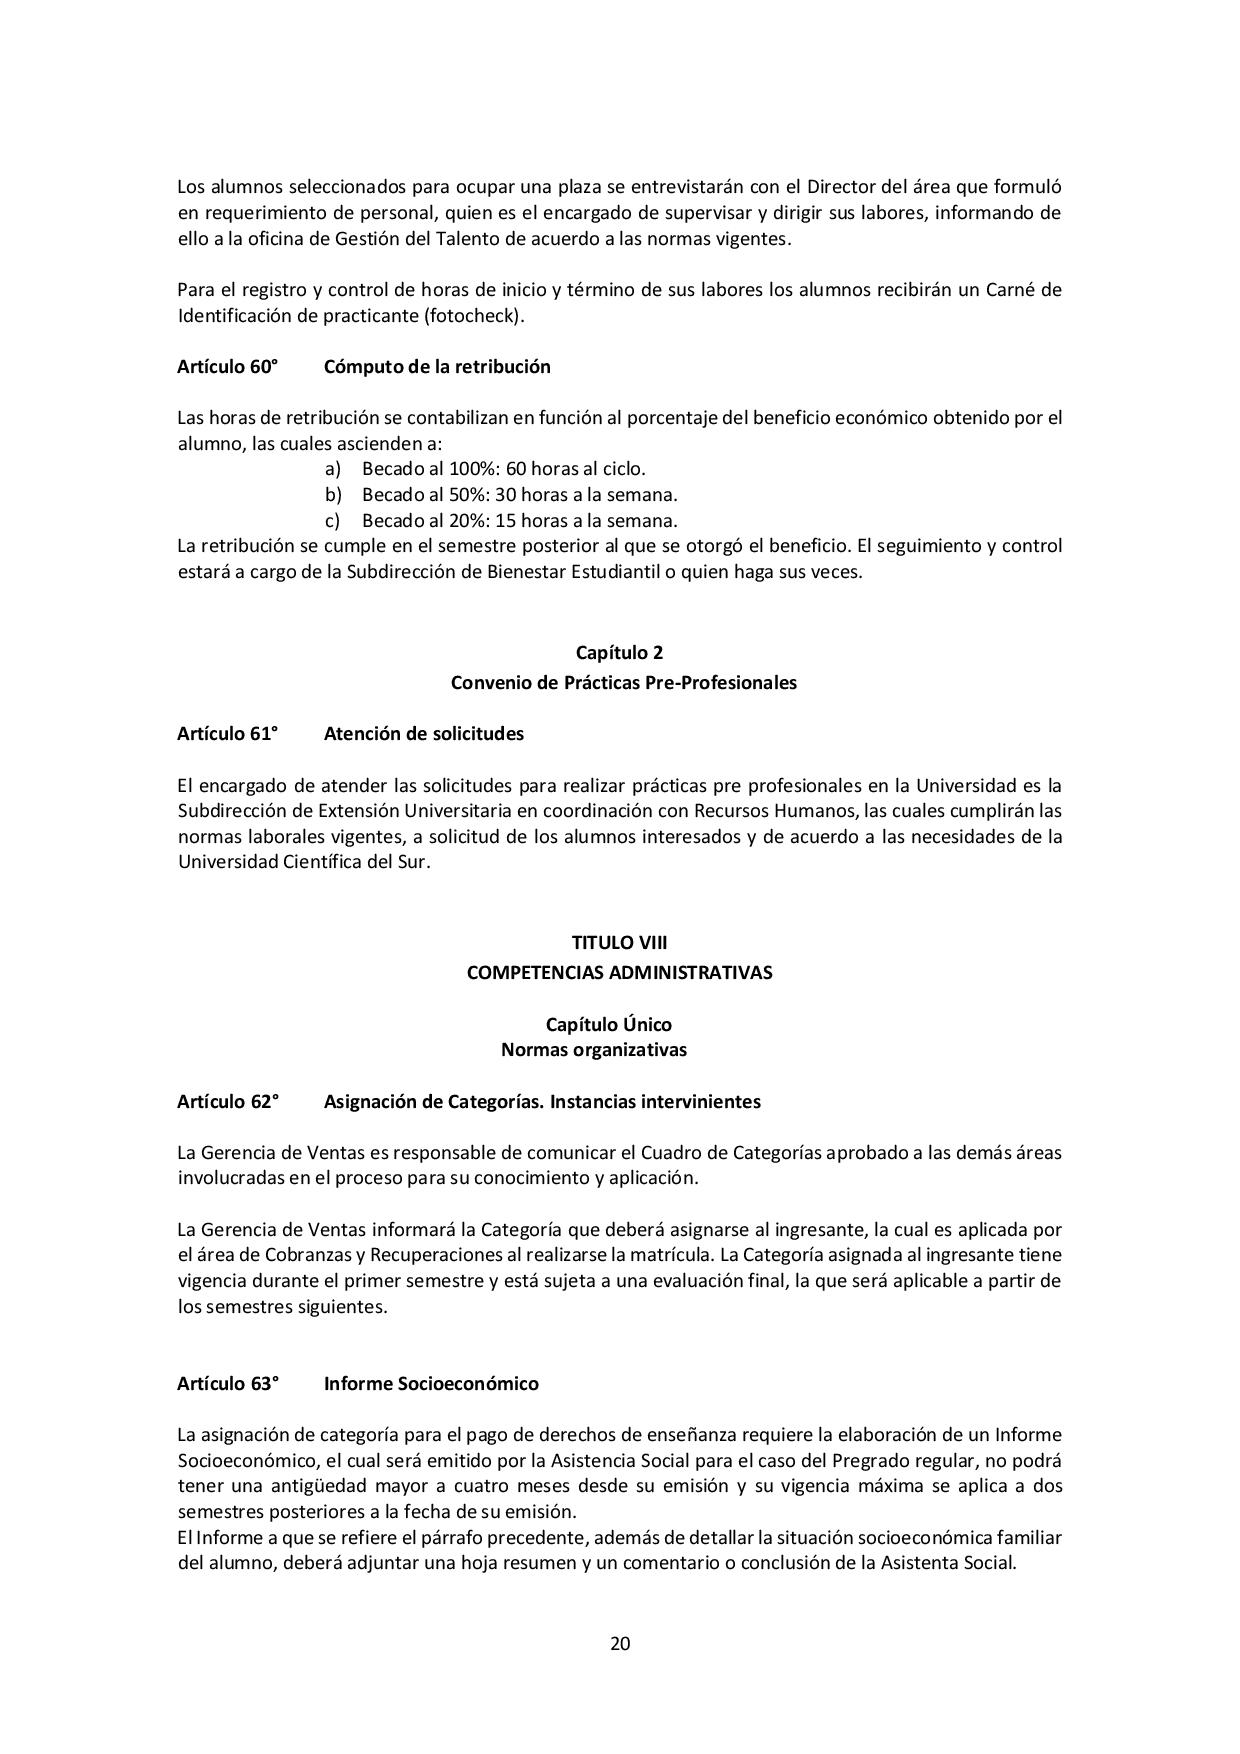 Los alumnos seleccionados para ocupar una plaza se entrevistarán con el Director del área que formuló
en requerimiento de personal, quien es el encargado de supervisar y dirigir sus labores, informando de
ello a la oficina de Gestión del Talento de acuerdo a las normas vigentes.
Para el registro y control de horas de inicio y término de sus labores los alumnos recibirán un Carné de
Identificación de practicante (fotocheck).
Artículo 60° Cómputo de la retribución
Las horas de retribución se contabilizan en función al porcentaje del beneficio económico obtenido por el
alumno, las cuales ascienden a:
a) Becado al 100%: 60 horas al ciclo.
b) Becado al 50%: 30 horas a la semana.
c) Becado al 20%: 15 horas a la semana.
La retribución se cumple en el semestre posterior al que se otorgó el beneficio. El seguimiento y control
estará a cargo de la Subdirección de Bienestar Estudiantil o quien haga sus veces.
Capítulo 2
Convenio de Prácticas Pre-Profesionales
Artículo 61° Atención de solicitudes
El encargado de atender las solicitudes para realizar prácticas pre profesionales en la Universidad es la
Subdirección de Extensión Universitaria en coordinación con Recursos Humanos, las cuales cumplirán las
normas laborales vigentes, a solicitud de los alumnos interesados y de acuerdo a las necesidades de la
Universidad Científica del Sur.
TITULO VIII
COMPETENCIAS ADMINISTRATIVAS
Capítulo Único
Normas organizativas
Artículo 62° Asignación de Categorías. Instancias intervinientes
La Gerencia de Ventas es responsable de comunicar el Cuadro de Categorías aprobado a las demás áreas
involucradas en el proceso para su conocimiento y aplicación.
La Gerencia de Ventas informará la Categoría que deberá asignarse al ingresante, la cual es aplicada por
el área de Cobranzas y Recuperaciones al realizarse la matrícula. La Categoría asignada al ingresante tiene
vigencia durante el primer semestre y está sujeta a una evaluación final, la que será aplicable a partir de
los semestres siguientes.
Artículo 63° Informe Socioeconómico
La asignación de categoría para el pago de derechos de enseñanza requiere la elaboración de un Informe
Socioeconómico, el cual será emitido por la Asistencia Social para el caso del Pregrado regular, no podrá
tener una antigüedad mayor a cuatro meses desde su emisión y su vigencia máxima se aplica a dos
semestres posteriores a la fecha de su emisión.
El Informe a que se refiere el párrafo precedente, además de detallar la situación socioeconómica familiar
del alumno, deberá adjuntar una hoja resumen y un comentario o conclusión de la Asistenta Social.
20